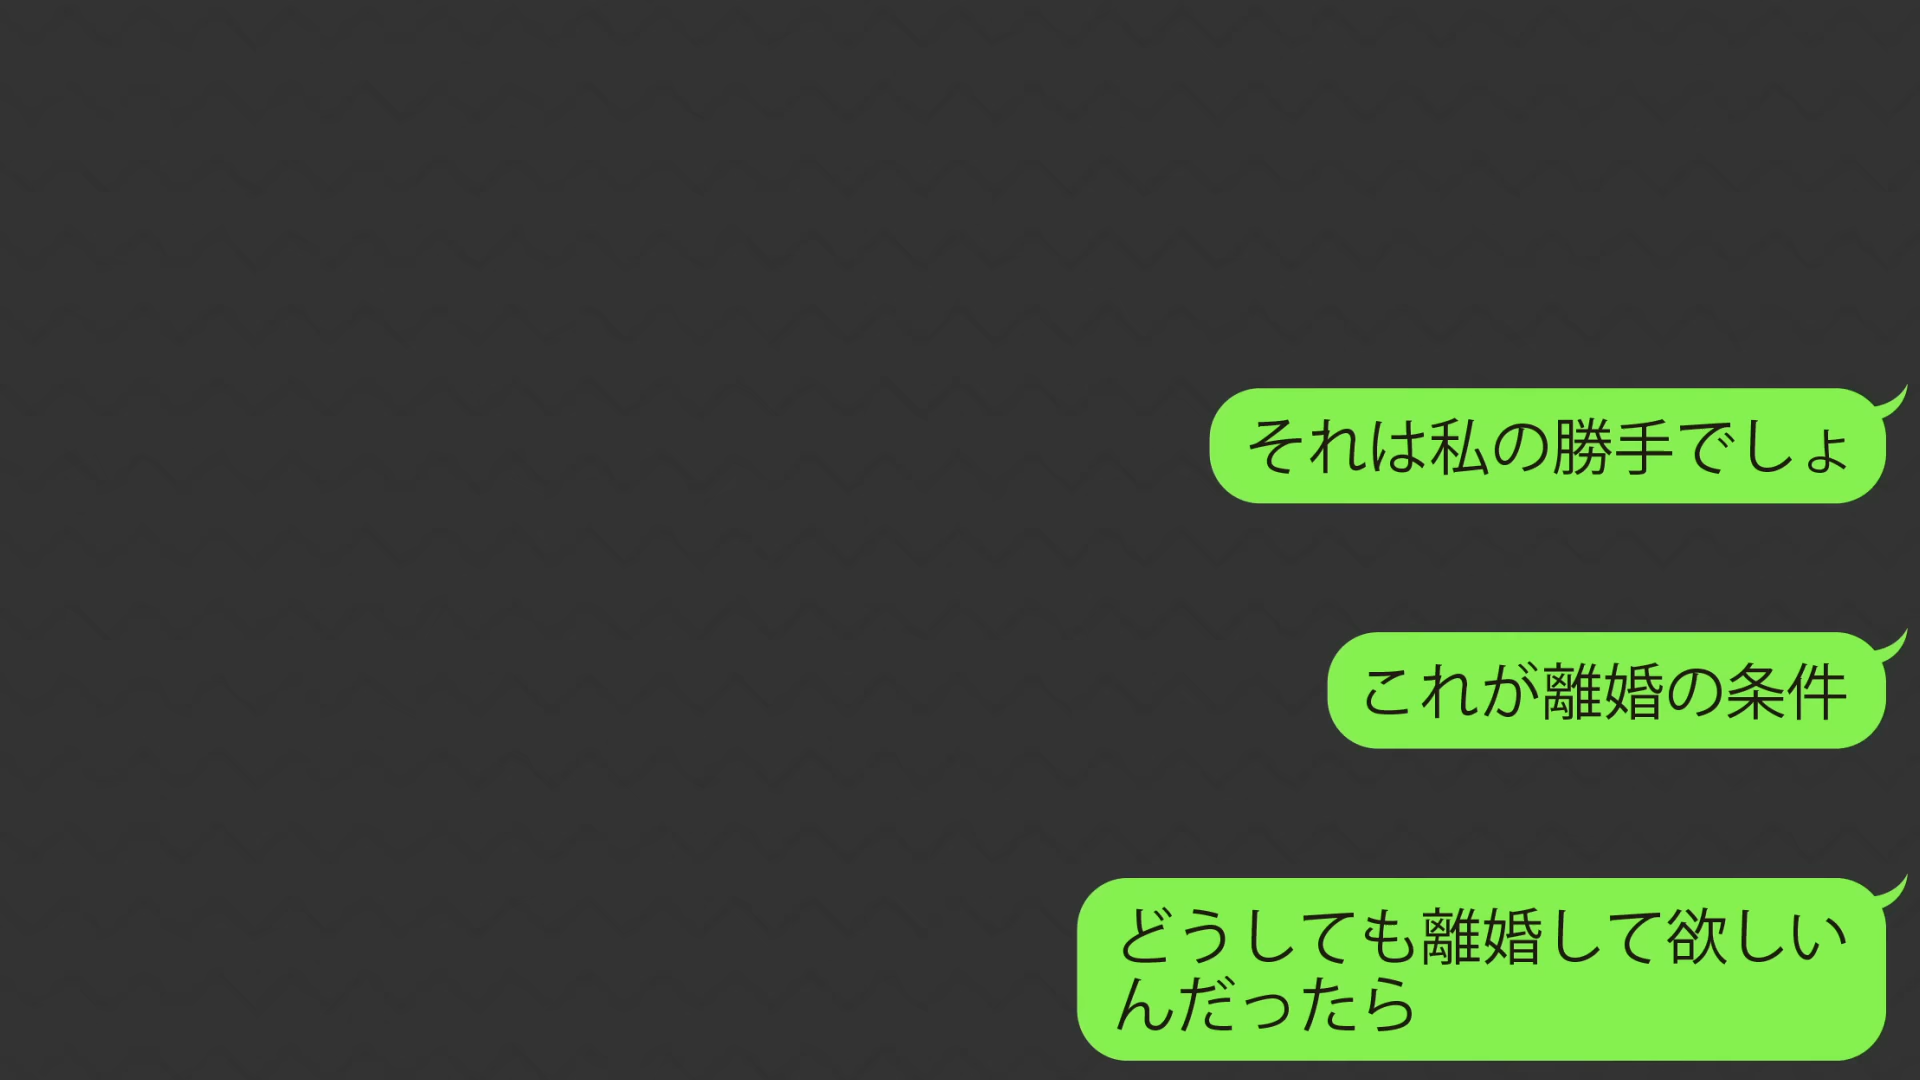 それは私の勝手でしょ
これが離婚の条件
どうしても離婚して欲しい
んだったら